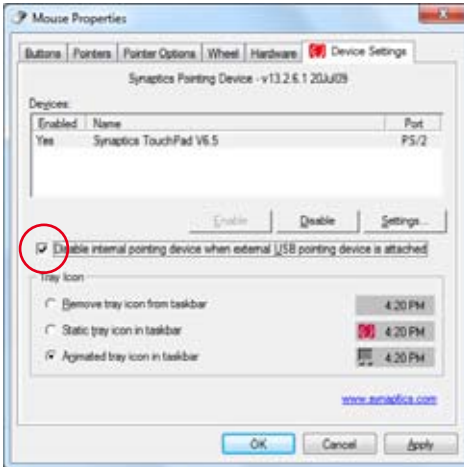 Mouse Properties
Buttons Pointers Pointer Options Wheel Hardware Device Settings
Synaptics Pointing Device - v13.2.6.1 20Jul09
Devices:
Enabled Name Port
Yes Synaptics TouchPad V6.5 PS/2
Enable Disable Settings...
Disable internal pointing device when external USB pointing device is attached
Tray Icon
Remove tray icon from taskbar 4:20 PM
Static tray icon in taskbar 4:20 PM
Animated tray icon in taskbar 4:20 PM
www.synaptics.com
OK Cancel Apply